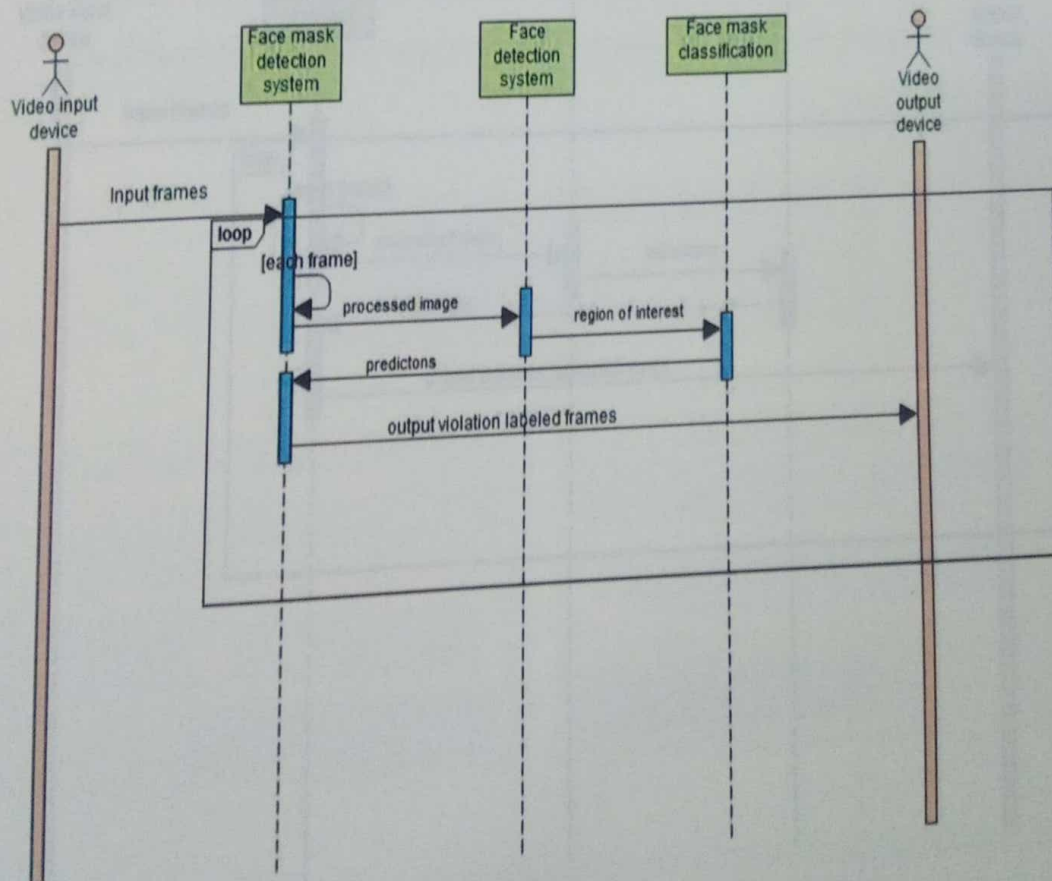 Video input
device
Face mask
detection
system
Face
detection
system
Face mask
classification
Video
output
device
Input frames
loop
[each frame]
processed image
region of interest
predictons
output violation labeled frames